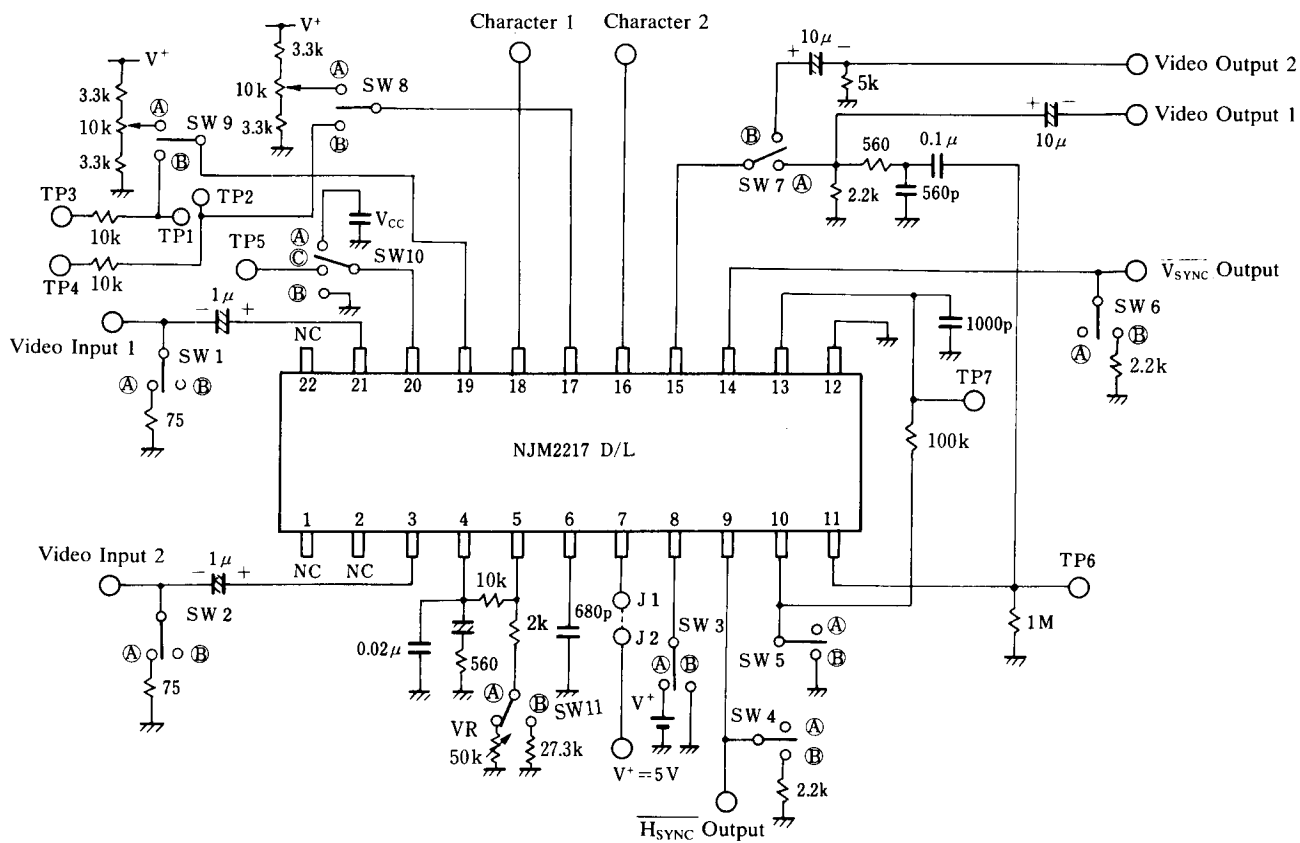 Character 1
Character 2
V+
3.3k
10k
3.3k
Ⓐ
SW 8
Ⓑ
V+
3.3k
10k
3.3k
Ⓐ
SW 9
Ⓑ
+ 10μ −
5k
Video Output 2
+ −
10μ
Video Output 1
Ⓑ
SW 7
Ⓐ
560
0.1μ
2.2k
560p
TP3
10k
TP1
TP2
TP4
10k
TP5
VCC
Ⓐ
Ⓒ
SW10
Ⓑ
VSYNC Output
SW 6
Ⓐ
Ⓑ
2.2k
1000p
TP7
100k
Video Input 1
− 1μ +
SW 1
Ⓐ
Ⓑ
75
NC
22 21 20 19 18 17 16 15 14 13 12
NJM2217 D/L
1 2 3 4 5 6 7 8 9 10 11
NC NC
Video Input 2
− 1μ +
SW 2
Ⓐ
Ⓑ
75
10k
0.02μ
560
2k
680p
Ⓐ
Ⓑ
SW11
VR
50k
27.3k
J1
J2
V+=5V
SW 3
Ⓐ
Ⓑ
V+
SW 5
Ⓐ
Ⓑ
SW 4
Ⓐ
Ⓑ
2.2k
HSYNC Output
TP6
1M